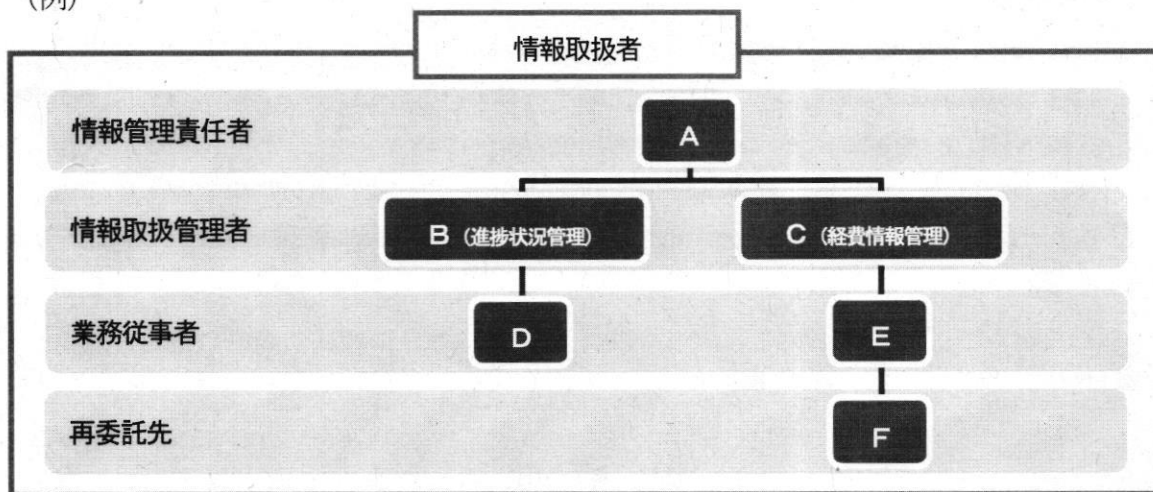 （例）
情報取扱者
情報管理責任者
A
情報取扱管理者
B（進捗状況管理）
C（経費情報管理）
業務従事者
D
E
再委託先
F